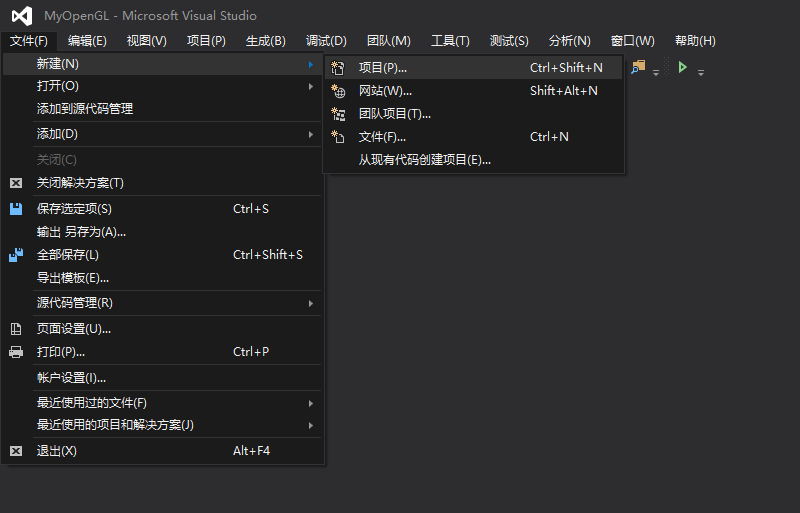 MyOpenGL - Microsoft Visual Studio
文件(F) 编辑(E) 视图(V) 项目(P) 生成(B) 调试(D) 团队(M) 工具(T) 测试(S) 分析(N) 窗口(W) 帮助(H)
新建(N)
项目(P)... Ctrl+Shift+N
打开(O)
网站(W)... Shift+Alt+N
添加到源代码管理
团队项目(T)...
添加(D)
文件(F)... Ctrl+N
关闭(C)
从现有代码创建项目(E)...
关闭解决方案(T)
保存选定项(S) Ctrl+S
输出 另存为(A)...
全部保存(L) Ctrl+Shift+S
导出模板(E)...
源代码管理(R)
页面设置(U)...
打印(P)... Ctrl+P
帐户设置(I)...
最近使用过的文件(F)
最近使用的项目和解决方案(J)
退出(X) Alt+F4